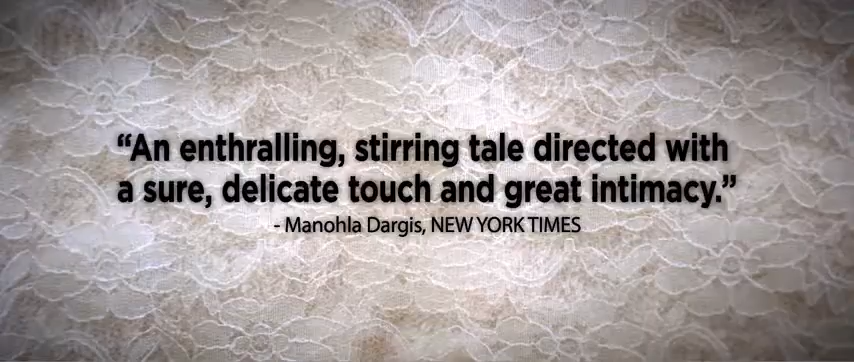 “An enthralling, stirring tale directed with
a sure, delicate touch and great intimacy.”
- Manohla Dargis, NEW YORK TIMES